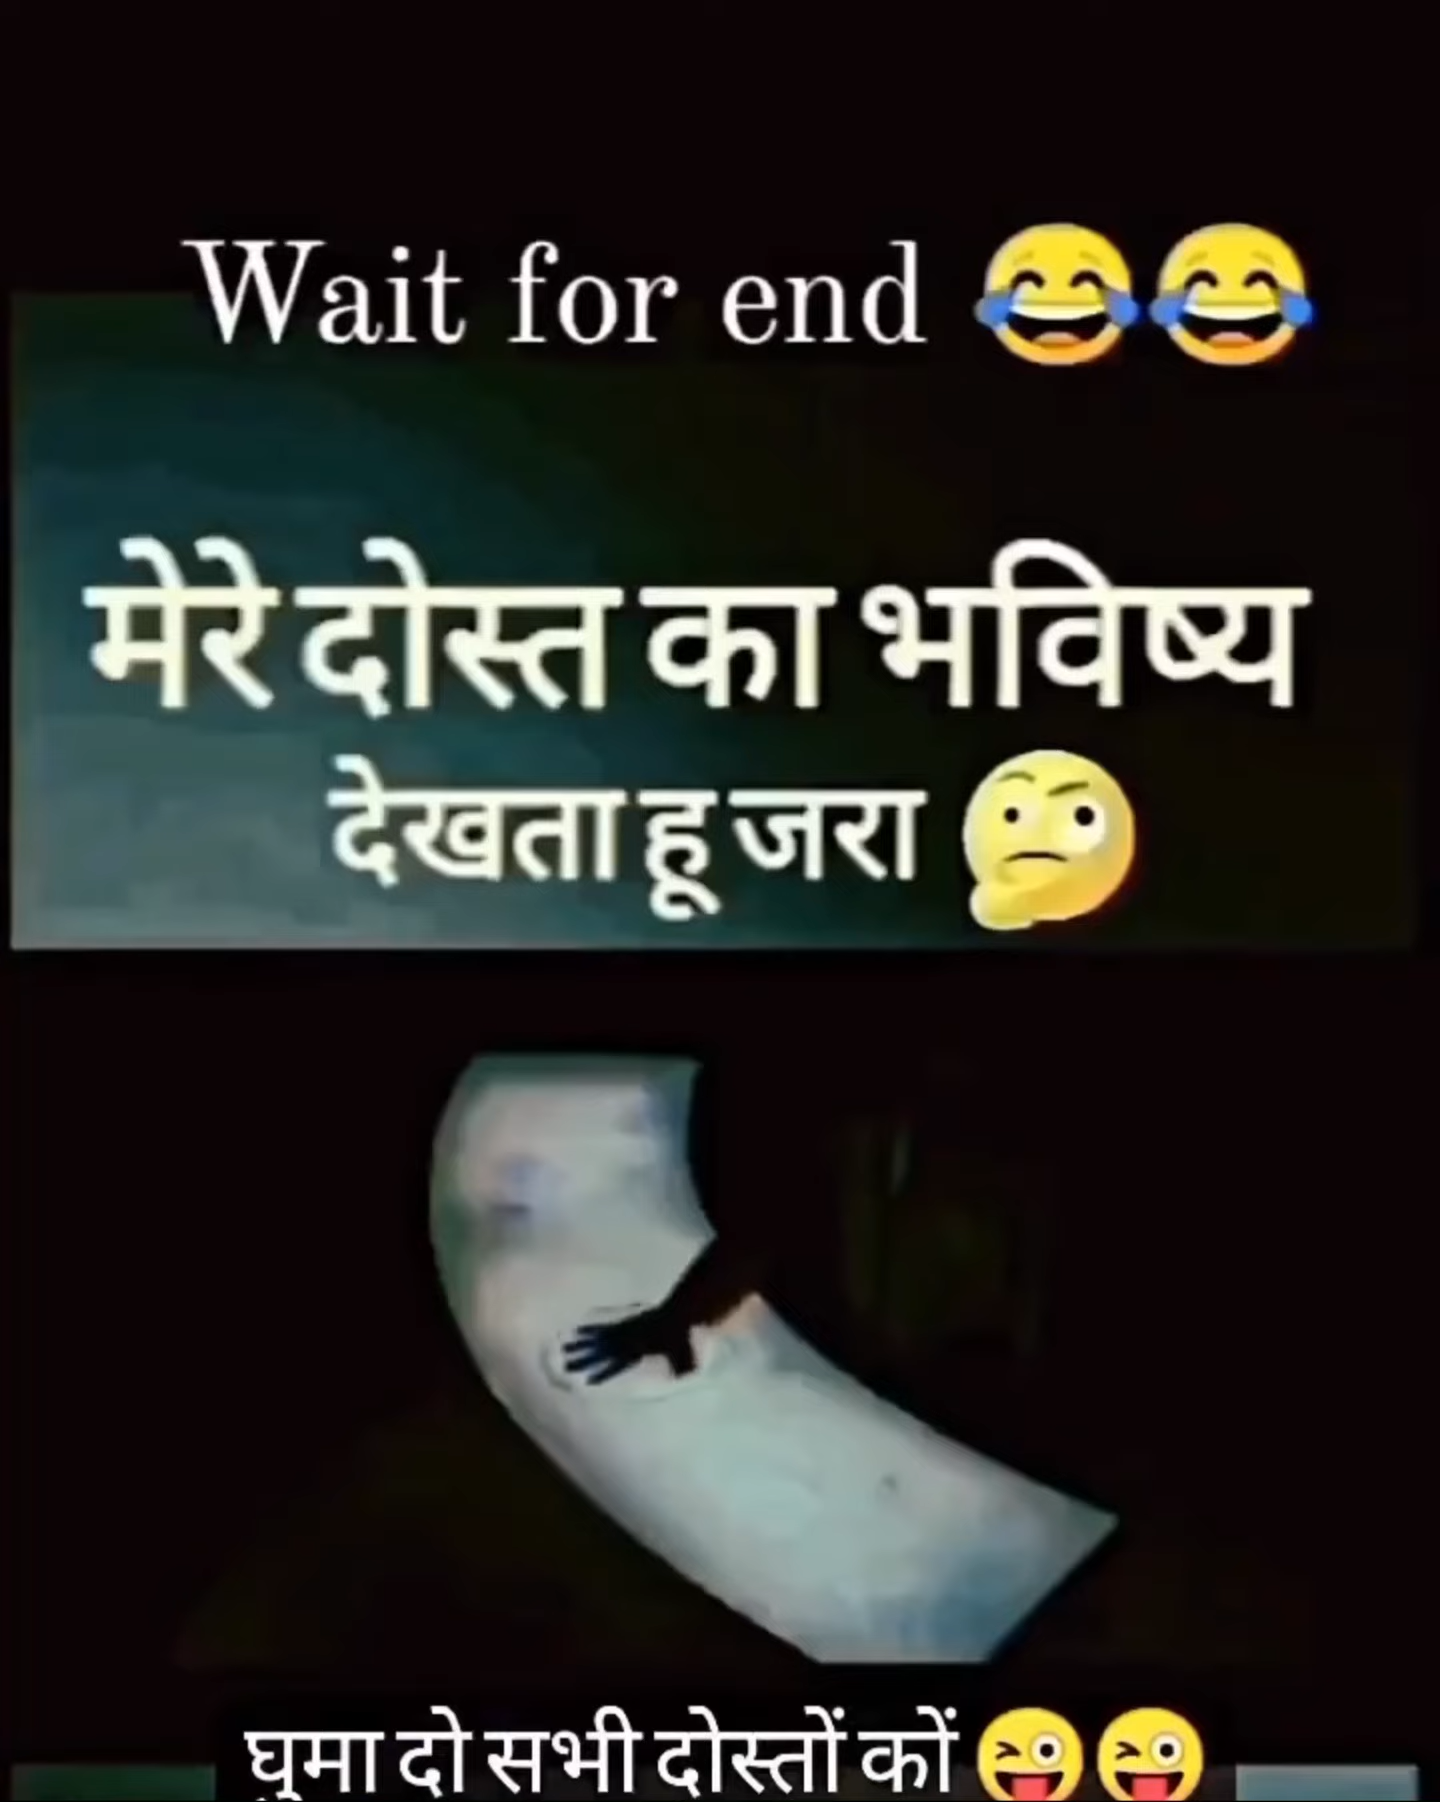 Wait for end 😂😂
मेरे दोस्त का भविष्य
देखता हू जरा 🤔
घुमा दो सभी दोस्तों कों 😜😜